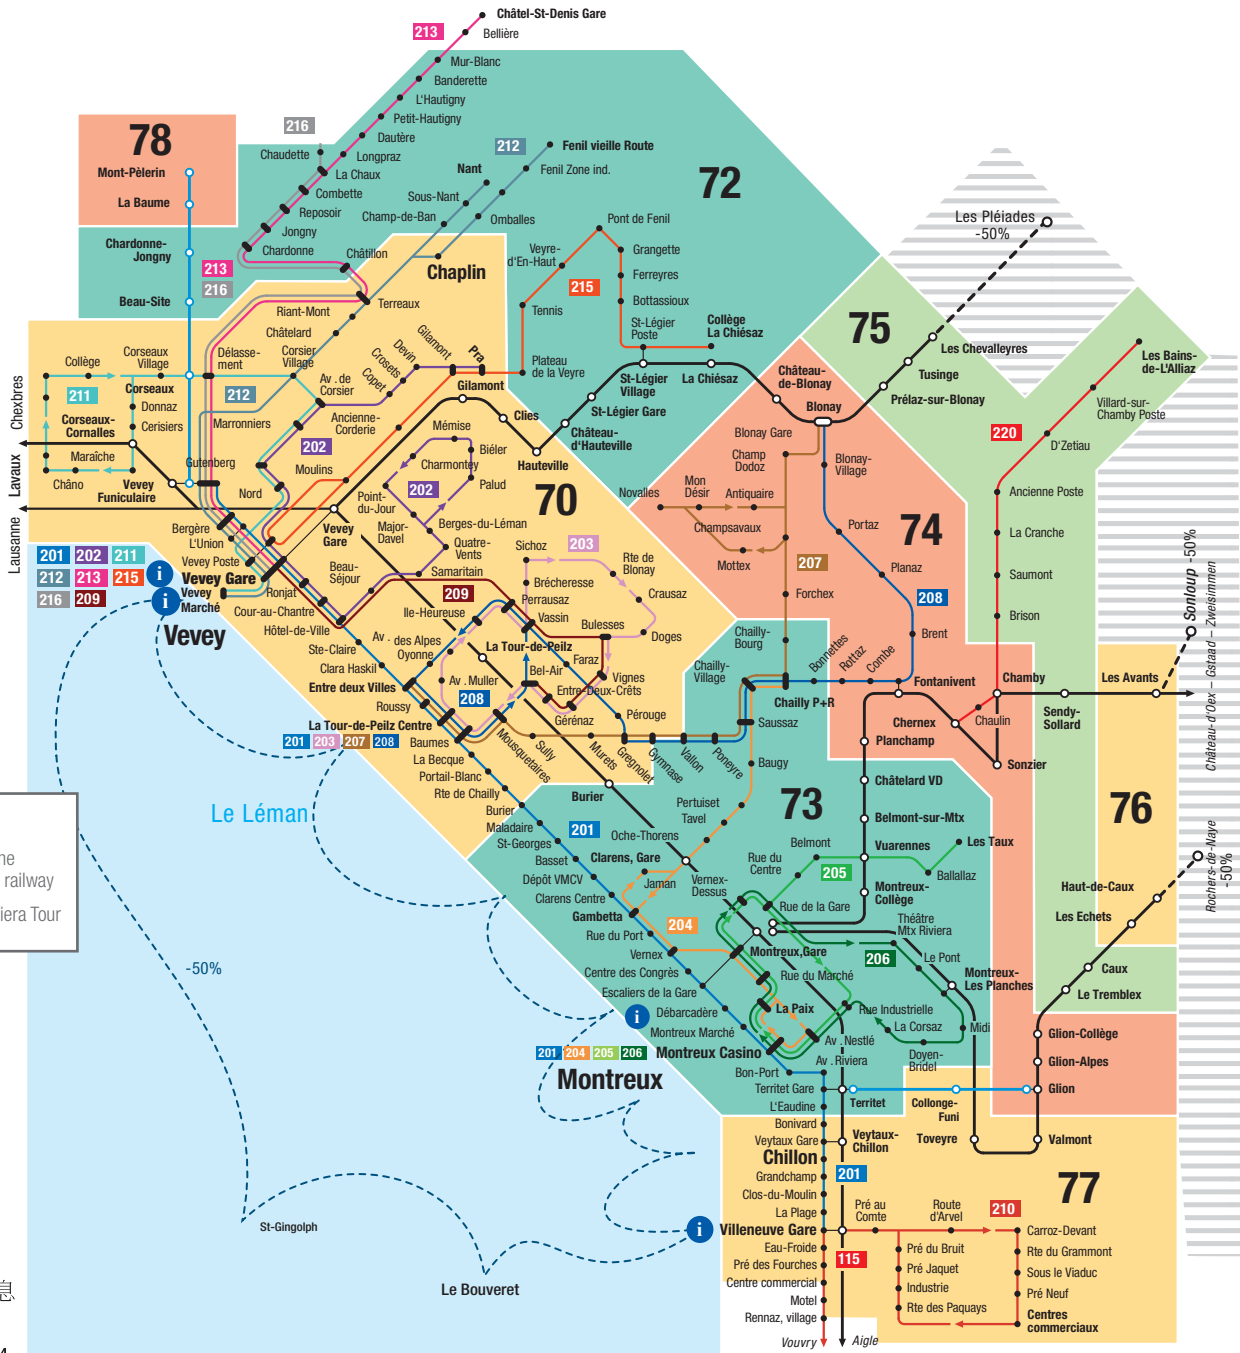 Châtel-St-Denis Gare
213
Bellière
Mur-Blanc
Banderette
L'Hautigny
Petit-Hautigny
Dautère
Longpraz
La Chaux
216
Chaudette
Combette
Reposoir
Jongny
Chardonne
Châtillon
78
Mont-Pèlerin
La Baume
Chardonne-
Jongny
Beau-Site
213
216
212
Fenil vieille Route
Fenil Zone ind.
Nant
Sous-Nant
Champ-de-Ban
Omballes
72
Pont de Fenil
Veyre-
d'En-Haut
Grangette
Ferreyres
215
Bottassioux
Tennis
St-Légier
Poste
Collège
La Chiésaz
Chaplin
Terreaux
Riant-Mont
Châtelard
Corsier
Village
Délasse-
ment
Gilamont
Devin
Crosets
Copet
Pra
Plateau
de la Veyre
Gilamont
Clies
Hauteville
Château-
d'Hauteville
St-Légier Gare
St-Légier
Village
La Chiésaz
Château-
de-Blonay
Blonay
75
Les Pléiades
-50%
Les Chevalleyres
Tusinge
Prélaz-sur-Blonay
Les Bains-
de-L'Alliaz
Villard-sur-
Chamby Poste
D'Zetiau
220
Ancienne Poste
La Cranche
Saumont
Brison
Collège
Corseaux
Village
211
Corseaux
Donnaz
Cerisiers
Corseaux-
Cornalles
Maraîche
Châno
Vevey
Funiculaire
Chexbres
Lavaux
Lausanne
212
Marronniers
Av. de
Corsier
Ancienne-
Corderie
202
Gutenberg
Moulins
Nord
Bergère
L'Union
Vevey Poste
Vevey Gare
Vevey
Marché
Vevey
201 202 211
212 213 215
216 209
i
i
Vevey
Gare
Ronjat
Cour-au-Chantre
Hôtel-de-Ville
Ste-Claire
Clara Haskil
Entre deux Villes
Roussy
La Tour-de-Peilz Centre
201 203 207 208
Baumes
La Becque
Portail-Blanc
Rte de Chailly
Burier
Maladaire
St-Georges
Basset
Dépôt VMCV
Clarens Centre
Gambetta
Rue du Port
Vernex
Centre des Congrès
Escaliers de la Gare
Débarcadère
Montreux Marché
Montreux Casino
201 204 205 206
Montreux
i
Mémise
Biéler
Charmontey
Palud
202
Point-
du-Jour
Major-
Davel
Berges-du-Léman
Quatre-
Vents
Samaritain
Beau-
Séjour
70
Sichoz
203
Rte de
Blonay
Brécheresse
Crausaz
Perrausaz
Vassin
Bulesses
Doges
209
Ile-Heureuse
Av. des Alpes
Oyonne
La Tour-de-Peilz
Bel-Air
Faraz
Vignes
Entre-Deux-Crêts
Gérénaz
Av. Muller
208
Pérouge
Mousquetaires
Sully
Murets
Gregnolet
Gymnase
Vallon
Poneyre
Burier
Blonay Gare
Champ
Dodoz
Blonay-
Village
Novalles
Mon
Désir
Antiquaire
Champsavaux
Mottex
207
Forchex
Portaz
Planaz
74
208
Brent
Chailly-
Bourg
Chailly-
Village
Bonnettes
Rottaz
Combe
Chailly P+R
Saussaz
Baugy
Fontanivent
Chernex
Planchamp
Chaulin
Chamby
Sendy-
Sollard
Les Avants
Sonzier
Sonloup -50%
Château-d'Oex – Gstaad – Zweisimmen
73
Châtelard VD
Belmont-sur-Mtx
Vuarennes
Les Taux
Ballallaz
Belmont
Rue du
Centre
205
Montreux-
Collège
Pertuiset
Tavel
Oche-Thorens
Clarens, Gare
Jaman
Vernex-
Dessus
201
204
Rue de la Gare
Théâtre
Mtx Riviera
Montreux,Gare
206
Le Pont
Montreux-
Les Planches
Rue du Marché
La Paix
Rue Industrielle
La Corsaz
Midi
Doyen-
Bridel
Av. Nestlé
Av. Riviera
76
Haut-de-Caux
Les Echets
Caux
Le Tremblex
Rochers-de-Naye
-50%
Glion-Collège
Glion-Alpes
Glion
Valmont
Toveyre
Collonge-
Funi
Territet
Bon-Port
Territet Gare
L'Eaudine
Bonivard
Veytaux Gare
Veytaux-
Chillon
Chillon
Grandchamp
201
Clos-du-Moulin
La Plage
Villeneuve Gare
i
Eau-Froide
Pré des Fourches
115
Centre commercial
Motel
Rennaz, village
Vouvry
Aigle
77
Pré au
Comte
Route
d'Arvel
210
Carroz-Devant
Pré du Bruit
Rte du Grammont
Pré Jaquet
Sous le Viaduc
Industrie
Pré Neuf
Rte des Paquays
Centres
commerciaux
Le Léman
-50%
St-Gingolph
Le Bouveret
ne
railway
iera Tour